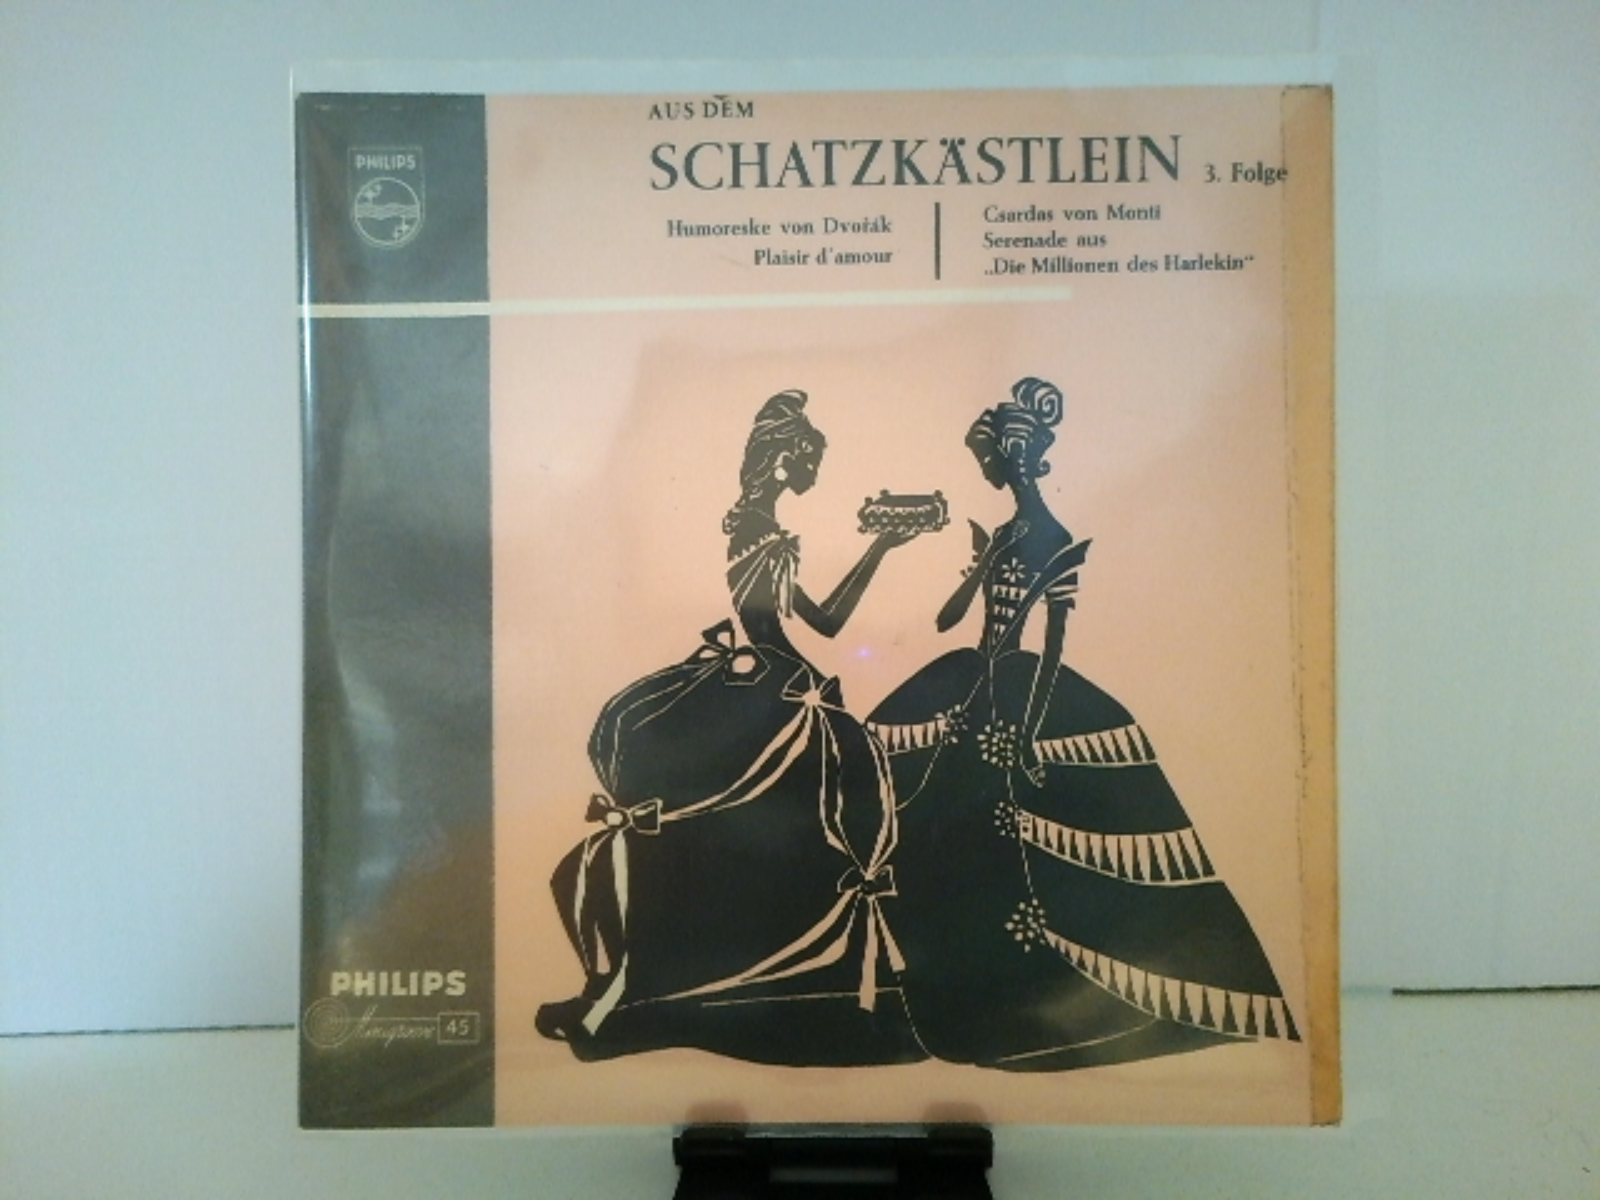 PHILIPS
AUS DEM
SCHATZKÄSTLEIN 3. Folge
Humoreske von Dvořák
Plaisir d'amour
Csardas von Monti
Serenade aus
„Die Millionen des Harlekin“
PHILIPS
Minigroove 45